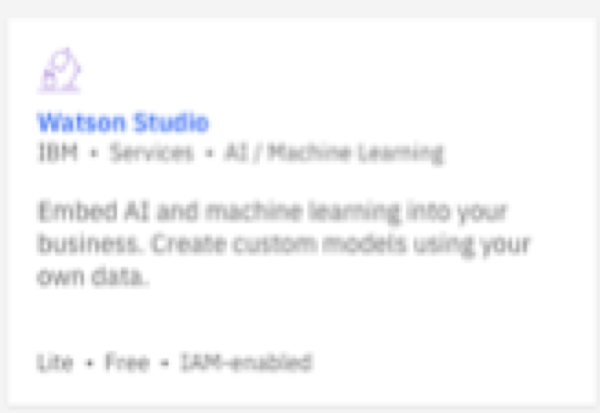 Watson Studio
IBM • Services • AI / Machine Learning
Embed AI and machine learning into your
business. Create custom models using your
own data.
Lite • Free • IAM-enabled